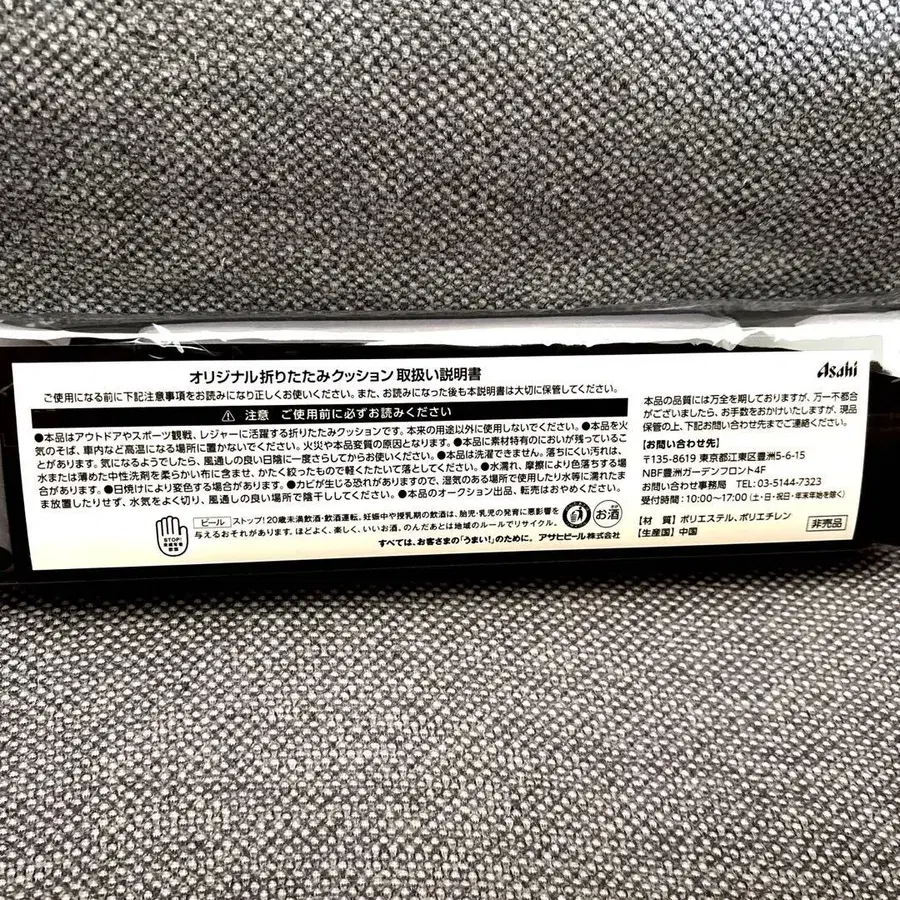 オリジナル折りたたみクッション 取扱い説明書
ご使用になる前に下記注意事項をお読みになり正しくお使いください。また、お読みになった後も本説明書は大切に保管してください。
注意 ご使用前に必ずお読みください
●本品はアウトドアやスポーツ観戦、レジャーに活躍する折りたたみクッションです。本来の用途以外に使用しないでください。●本品を火
気のそば、車内など高温になる場所に置かないでください。火災や本品変質の原因となります。●本品に素材特有のにおいが残っているこ
とがあります。気になるようでしたら、風通しの良い日陰に一度さらしてからお使いください。●本品は洗濯できません。落ちにくい汚れは、
水または薄めた中性洗剤を柔らかい布に含ませ、かたく絞ったもので軽くたたいて落としてください。●水濡れ、摩擦により色落ちする場
合があります。●日焼けにより変色する場合があります。●カビが生じる恐れがありますので、湿気のある場所で使用したり水等に濡れたま
ま放置したりせず、水気をよく切り、風通しの良い場所で陰干ししてください。●本品のオークション出品、転売はおやめください。
STOP!
ビール ストップ!20歳未満飲酒・飲酒運転。妊娠中や授乳期の飲酒は、胎児・乳児の発育に悪影響を
与えるおそれがあります。ほどよく、楽しく、いいお酒。のんだあとは地域のルールでリサイクル。
お酒
すべては、お客さまの「うまい!」のために。 アサヒビール株式会社
Asahi
本品の品質には万全を期しておりますが、万一不都合
がございましたら、お手数をおかけいたしますが、現品
保管の上、下記お問い合わせ先までご連絡ください。
【お問い合わせ先】
〒135-8619 東京都江東区豊洲5-6-15
NBF豊洲ガーデンフロント4F
お問い合わせ事務局 TEL:03-5144-7323
受付時間:10:00〜17:00(土・日・祝日・年末年始を除く)
【材 質】 ポリエステル、ポリエチレン
【生産国】 中国
非売品